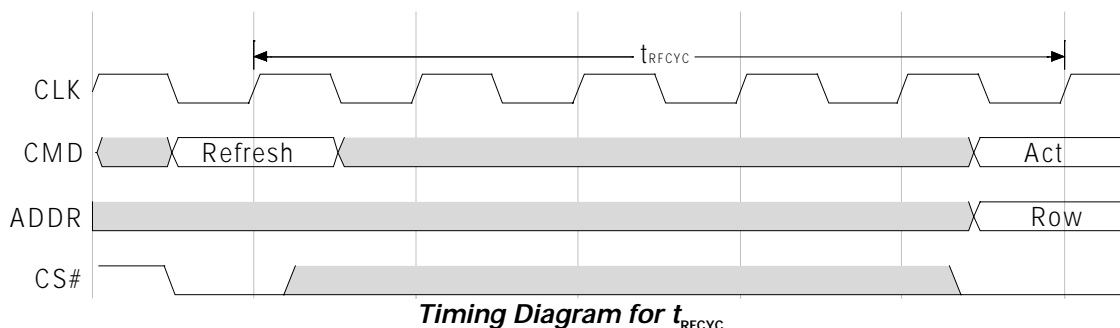 tRFCYC
CLK
CMD Refresh Act
ADDR Row
CS#
Timing Diagram for tRFCYC